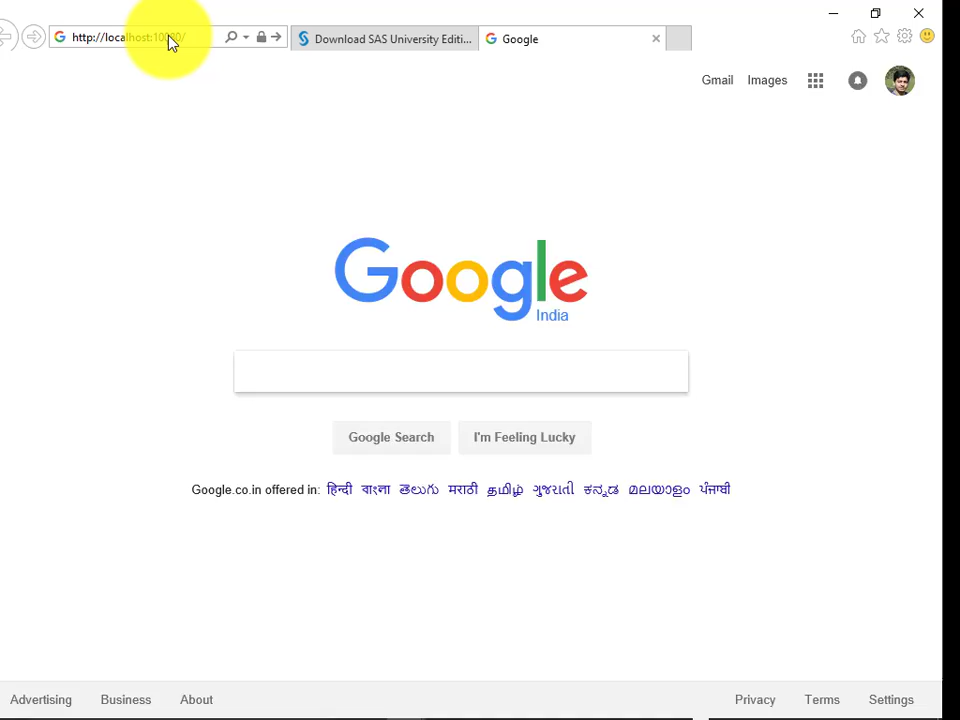 http://localhost:10080/
Download SAS University Editi...
Google
Gmail
Images
Google
India
Google Search
I'm Feeling Lucky
Google.co.in offered in: हिन्दी বাংলা తెలుగు मराठी தமிழ் ગુજરાતી ಕನ್ನಡ മലയാളം ਪੰਜਾਬੀ
Advertising
Business
About
Privacy
Terms
Settings